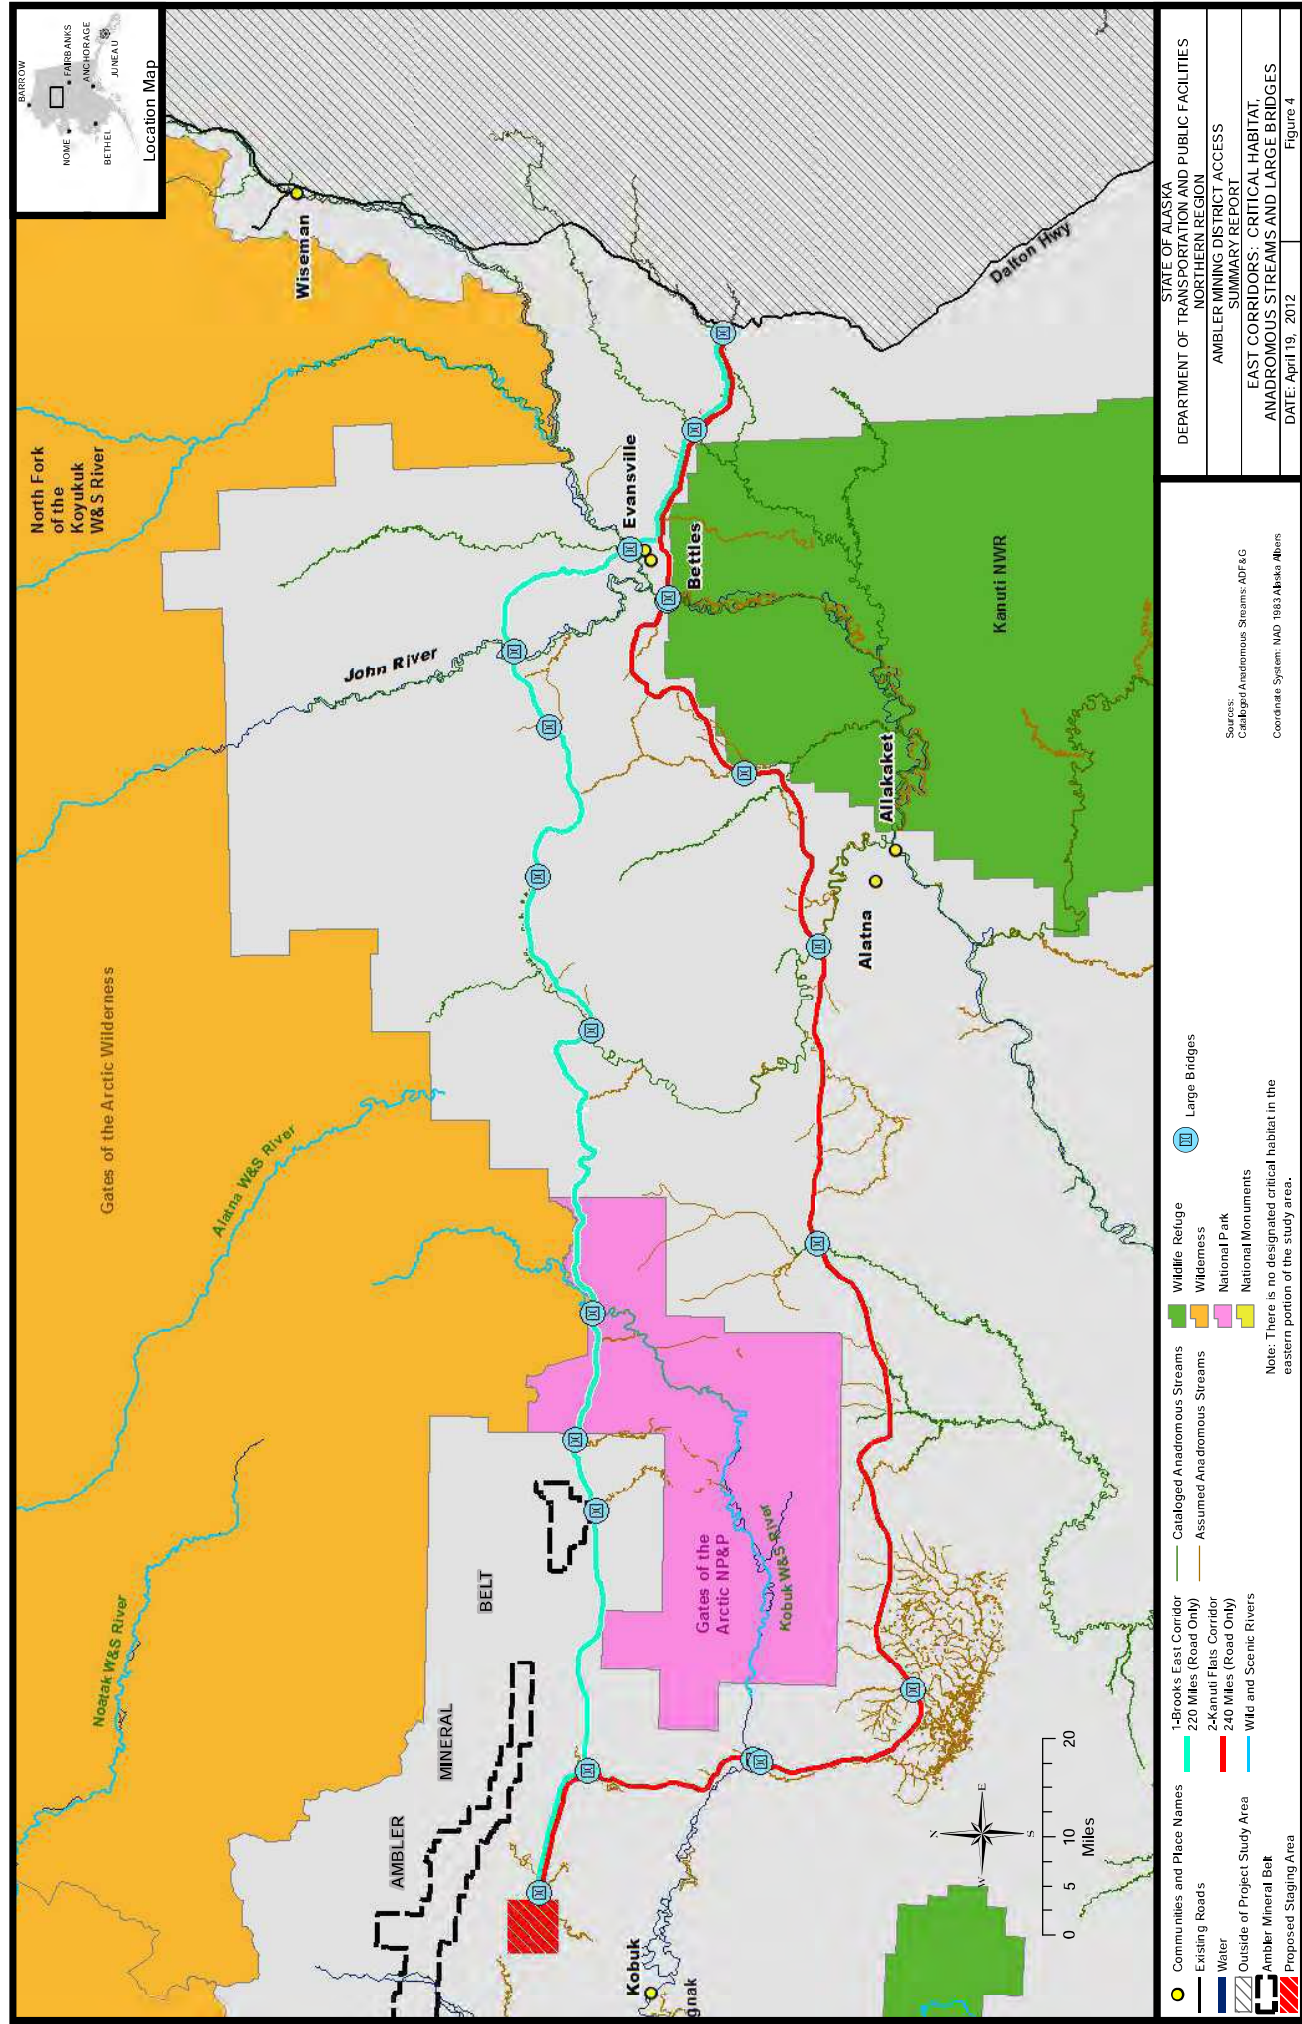 BARROW
FAIRBANKS
NOME
ANCHORAGE
BETHEL
JUNEAU
Location Map
North Fork
of the
Koyukuk
W&S River
Wiseman
Gates of the Arctic Wilderness
Alatna W&S River
Noatak W&S River
John River
Evansville
Bettles
Dalton Hwy
Kanuti NWR
Allakaket
Alatna
AMBLER
MINERAL
BELT
Gates of the
Arctic NP&P
Kobuk W&S River
Kobuk
gnak
N
E
S
W
0
5
10
20
Miles
Communities and Place Names
Existing Roads
Water
Outside of Project Study Area
Ambler Mineral Belt
Proposed Staging Area
1-Brooks East Corridor
220 Miles (Road Only)
2-Kanuti Flats Corridor
240 Miles (Road Only)
Wild and Scenic Rivers
Cataloged Anadromous Streams
Assumed Anadromous Streams
Wildlife Refuge
Wilderness
National Park
National Monuments
Large Bridges
Note: There is no designated critical habitat in the
eastern portion of the study area.
Sources:
Cataloged Anadromous Streams: ADF&G
Coordinate System: NAD 1983 Alaska Albers
STATE OF ALASKA
DEPARTMENT OF TRANSPORTATION AND PUBLIC FACILITIES
NORTHERN REGION
AMBLER MINING DISTRICT ACCESS
SUMMARY REPORT
EAST CORRIDORS: CRITICAL HABITAT,
ANADROMOUS STREAMS AND LARGE BRIDGES
DATE: April 19, 2012
Figure 4